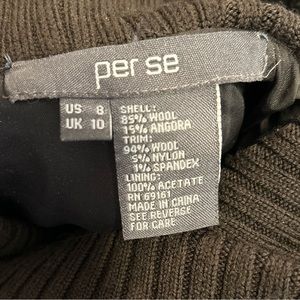 per se
US 8
UK 10
SHELL:
85% WOOL
15% ANGORA
TRIM:
94% WOOL
5% NYLON
1% SPANDEX
LINING:
100% ACETATE
RN 69161
MADE IN CHINA
SEE REVERSE
FOR CARE